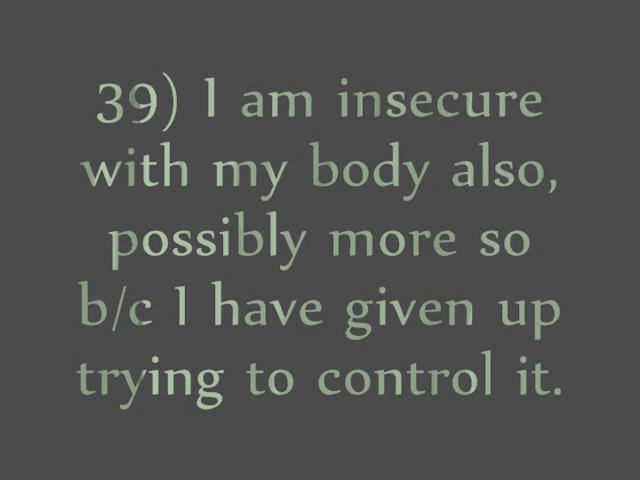 39) I am insecure
with my body also,
possibly more so
b/c I have given up
trying to control it.